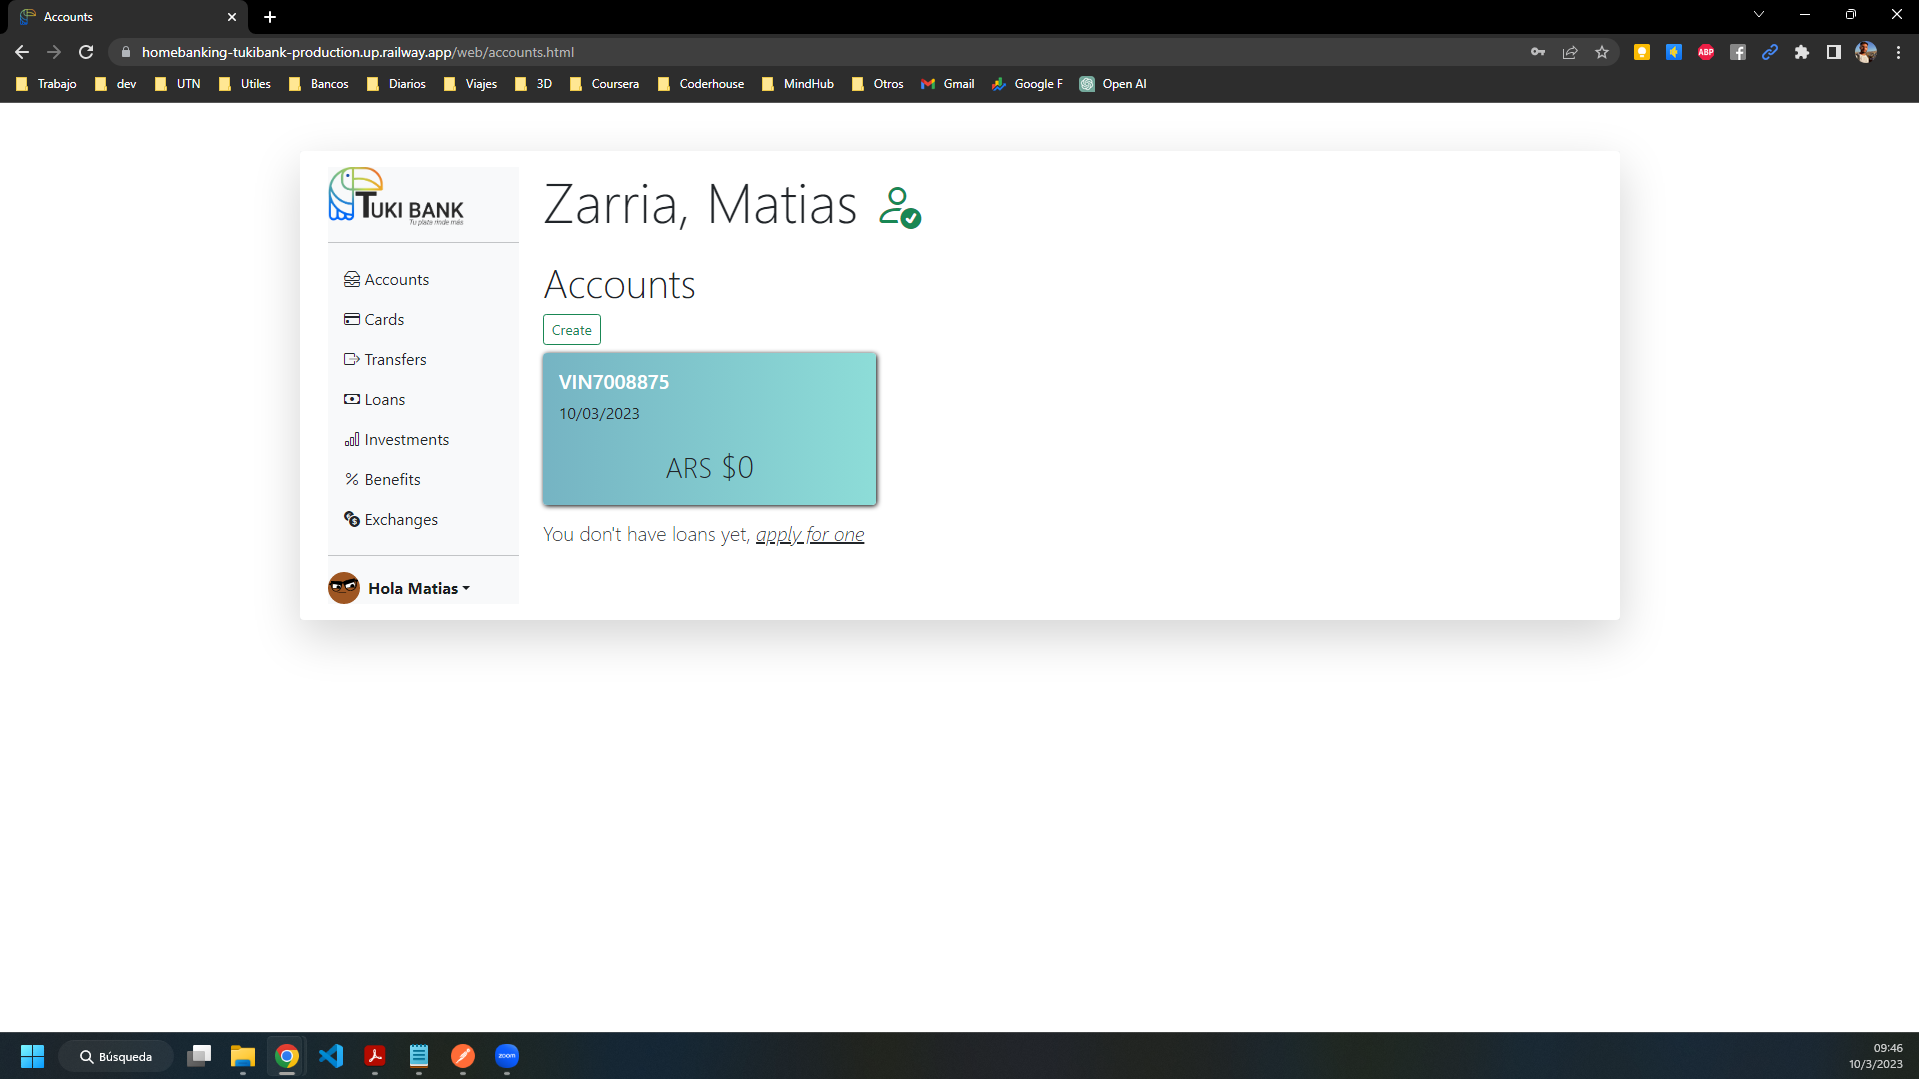 Accounts
homebanking-tukibank-production.up.railway.app/web/accounts.html
ABP
Trabajo dev UTN Utiles Bancos Diarios Viajes 3D Coursera Coderhouse MindHub Otros Gmail Google F Open AI
TUKI BANK
Tu plata rinde más
Accounts
Cards
Transfers
Loans
Investments
Benefits
Exchanges
Hola Matias
Zarria, Matias
Accounts
Create
VIN7008875
10/03/2023
ARS $0
You don't have loans yet, apply for one
Búsqueda
zoom
09:46
10/3/2023